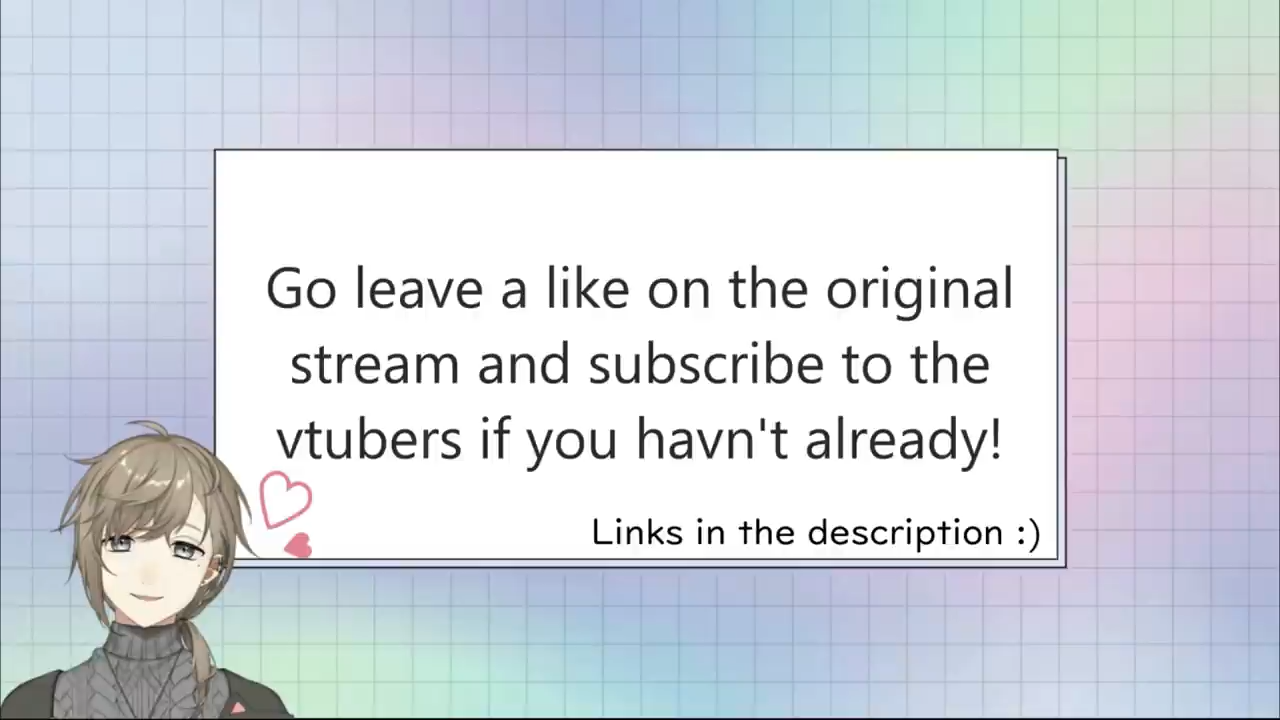 Go leave a like on the original
stream and subscribe to the
vtubers if you havn't already!
Links in the description :)